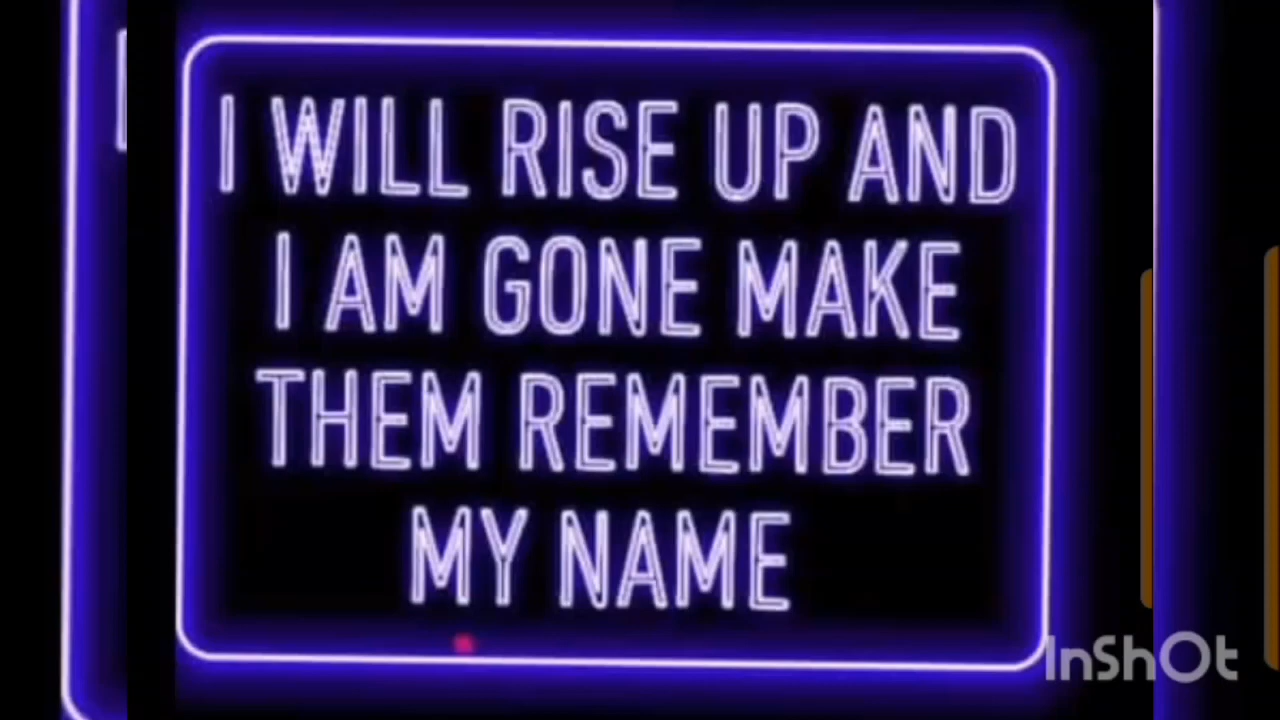 I WILL RISE UP AND
I AM GONE MAKE
THEM REMEMBER
MY NAME
InShOt